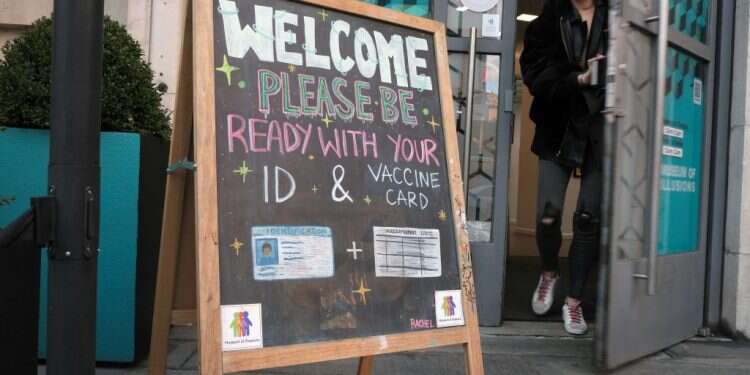 WELCOME
PLEASE BE
READY WITH YOUR
ID & VACCINE
CARD
IDENTIFICATION
+
RACHEL
MUSEUM OF
ILLUSIONS